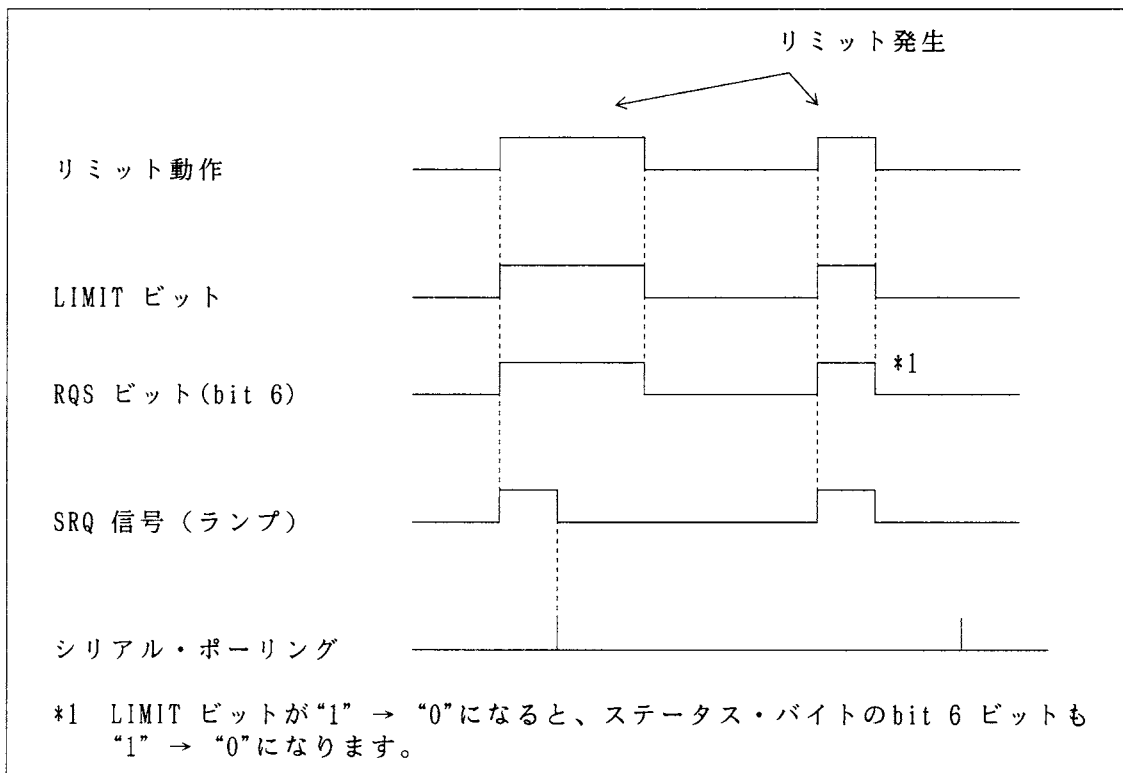 リミット発生
リミット動作
LIMIT ビット
*1
RQS ビット(bit 6)
SRQ 信号（ランプ）
シリアル・ポーリング
*1 LIMIT ビットが“1” → “0”になると、ステータス・バイトのbit 6 ビットも
“1” → “0”になります。